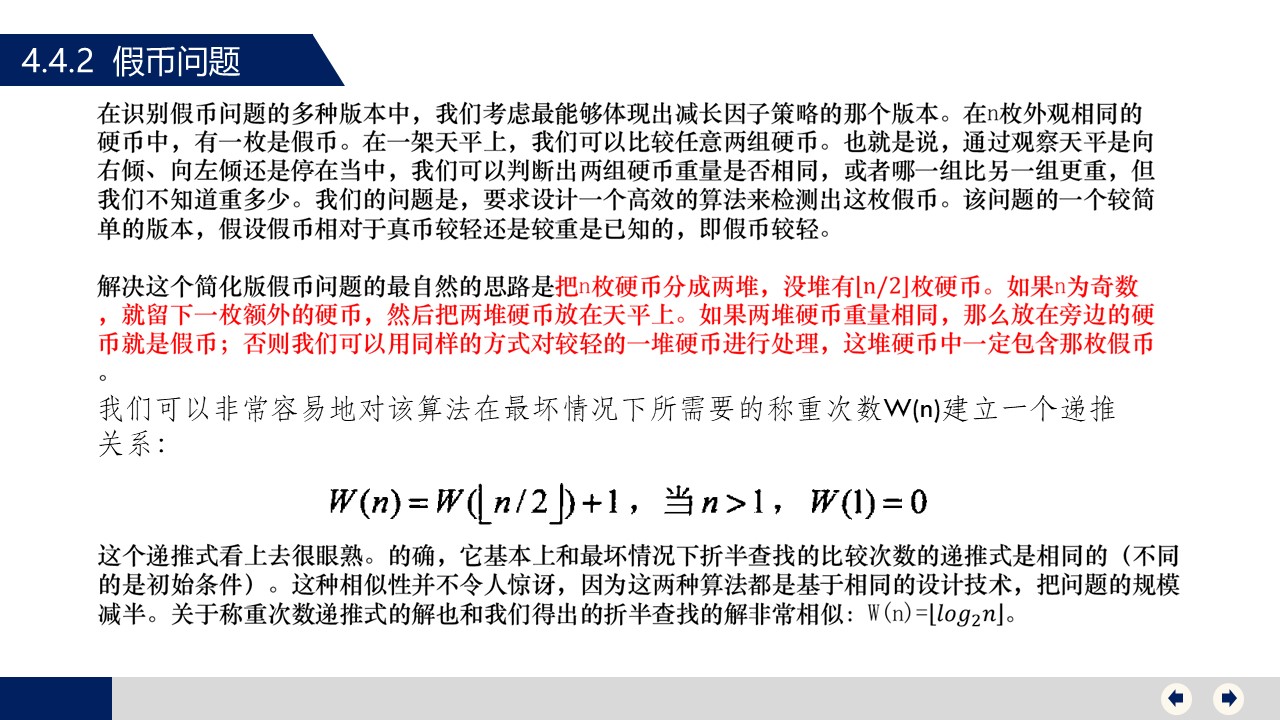 4.4.2 假币问题
在识别假币问题的多种版本中，我们考虑最能够体现出减长因子策略的那个版本。在n枚外观相同的
硬币中，有一枚是假币。在一架天平上，我们可以比较任意两组硬币。也就是说，通过观察天平是向
右倾、向左倾还是停在当中，我们可以判断出两组硬币重量是否相同，或者哪一组比另一组更重，但
我们不知道重多少。我们的问题是，要求设计一个高效的算法来检测出这枚假币。该问题的一个较简
单的版本，假设假币相对于真币较轻还是较重是已知的，即假币较轻。
解决这个简化版假币问题的最自然的思路是把n枚硬币分成两堆，没堆有⌊n/2⌋枚硬币。如果n为奇数
，就留下一枚额外的硬币，然后把两堆硬币放在天平上。如果两堆硬币重量相同，那么放在旁边的硬
币就是假币；否则我们可以用同样的方式对较轻的一堆硬币进行处理，这堆硬币中一定包含那枚假币
。
我们可以非常容易地对该算法在最坏情况下所需要的称重次数W(n)建立一个递推
关系：
W(n)=W(⌊n/2⌋)+1，当n>1，W(1)=0
这个递推式看上去很眼熟。的确，它基本上和最坏情况下折半查找的比较次数的递推式是相同的（不同
的是初始条件）。这种相似性并不令人惊讶，因为这两种算法都是基于相同的设计技术，把问题的规模
减半。关于称重次数递推式的解也和我们得出的折半查找的解非常相似：W(n)=⌊log₂n⌋。